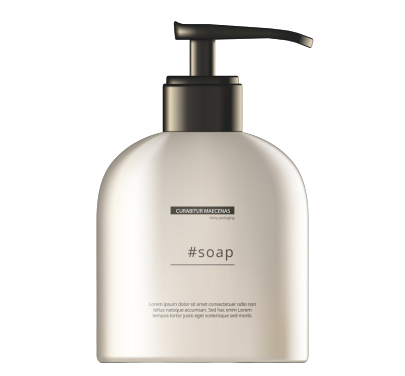 CURABITUR MAECENAS
#soap
Lorem ipsum dolor sit amet consectetuer odio non
tellus natoque accumsan. Sed hac enim Lorem
tempus tortor justo eget scelerisque sed morbi.